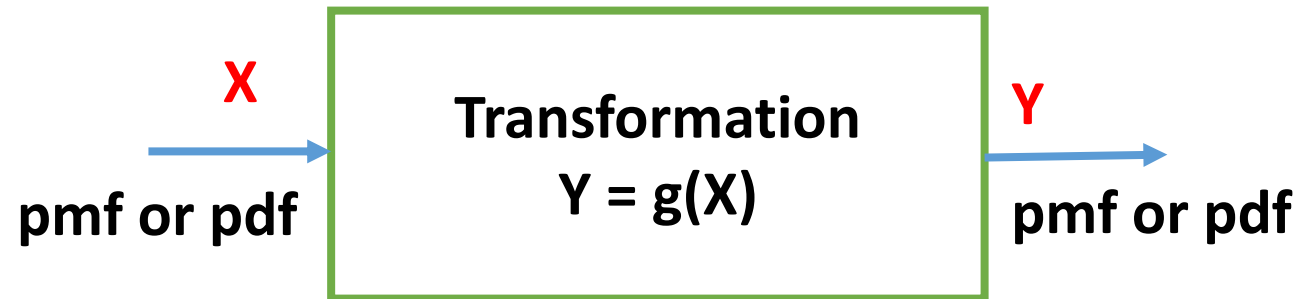 X
pmf or pdf
Transformation
Y = g(X)
Y
pmf or pdf